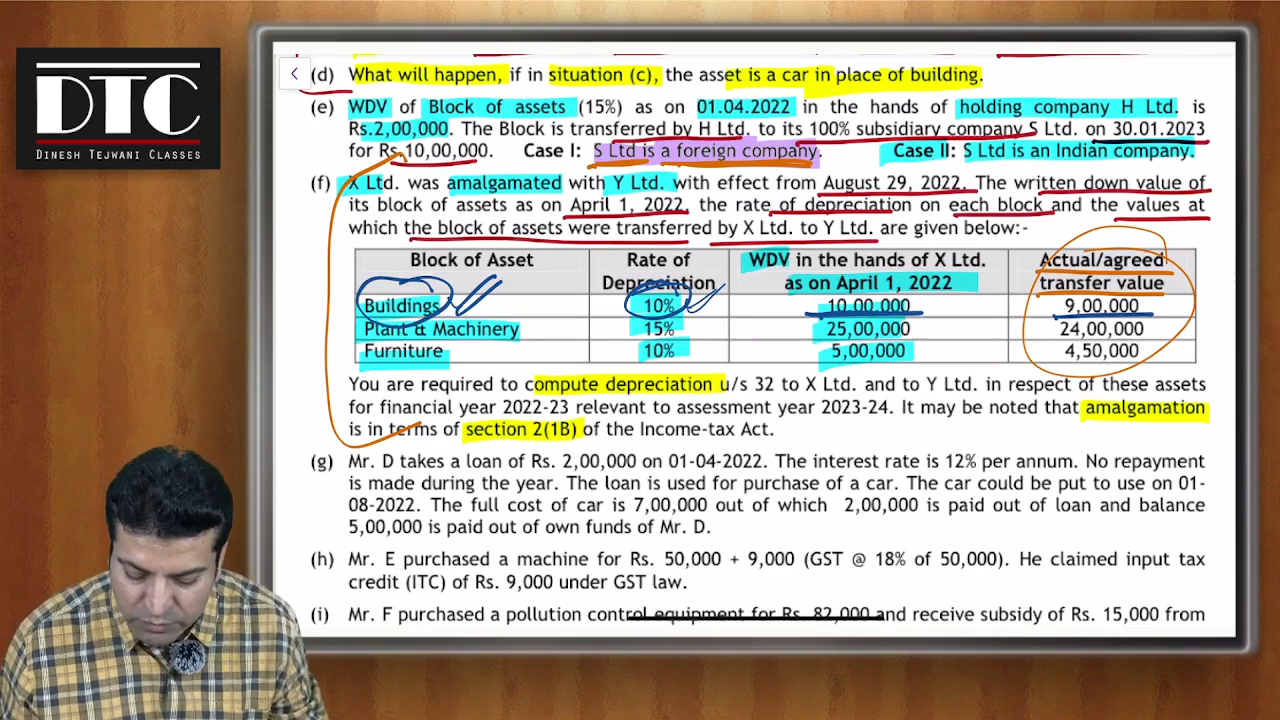 DTC
DINESH TEJWANI CLASSES
(d) What will happen, if in situation (c), the asset is a car in place of building.
(e) WDV of Block of assets (15%) as on 01.04.2022 in the hands of holding company H Ltd. is
Rs.2,00,000. The Block is transferred by H Ltd. to its 100% subsidiary company S Ltd. on 30.01.2023
for Rs.10,00,000. Case I: S Ltd is a foreign company. Case II: S Ltd is an Indian company.
(f) X Ltd. was amalgamated with Y Ltd. with effect from August 29, 2022. The written down value of
its block of assets as on April 1, 2022, the rate of depreciation on each block and the values at
which the block of assets were transferred by X Ltd. to Y Ltd. are given below:-
Block of Asset Rate of Depreciation WDV in the hands of X Ltd. as on April 1, 2022 Actual/agreed transfer value
Buildings 10% 10,00,000 9,00,000
Plant & Machinery 15% 25,00,000 24,00,000
Furniture 10% 5,00,000 4,50,000
You are required to compute depreciation u/s 32 to X Ltd. and to Y Ltd. in respect of these assets
for financial year 2022-23 relevant to assessment year 2023-24. It may be noted that amalgamation
is in terms of section 2(1B) of the Income-tax Act.
(g) Mr. D takes a loan of Rs. 2,00,000 on 01-04-2022. The interest rate is 12% per annum. No repayment
is made during the year. The loan is used for purchase of a car. The car could be put to use on 01-
08-2022. The full cost of car is 7,00,000 out of which 2,00,000 is paid out of loan and balance
5,00,000 is paid out of own funds of Mr. D.
(h) Mr. E purchased a machine for Rs. 50,000 + 9,000 (GST @ 18% of 50,000). He claimed input tax
credit (ITC) of Rs. 9,000 under GST law.
(i) Mr. F purchased a pollution control equipment for Rs. 82,000 and receive subsidy of Rs. 15,000 from